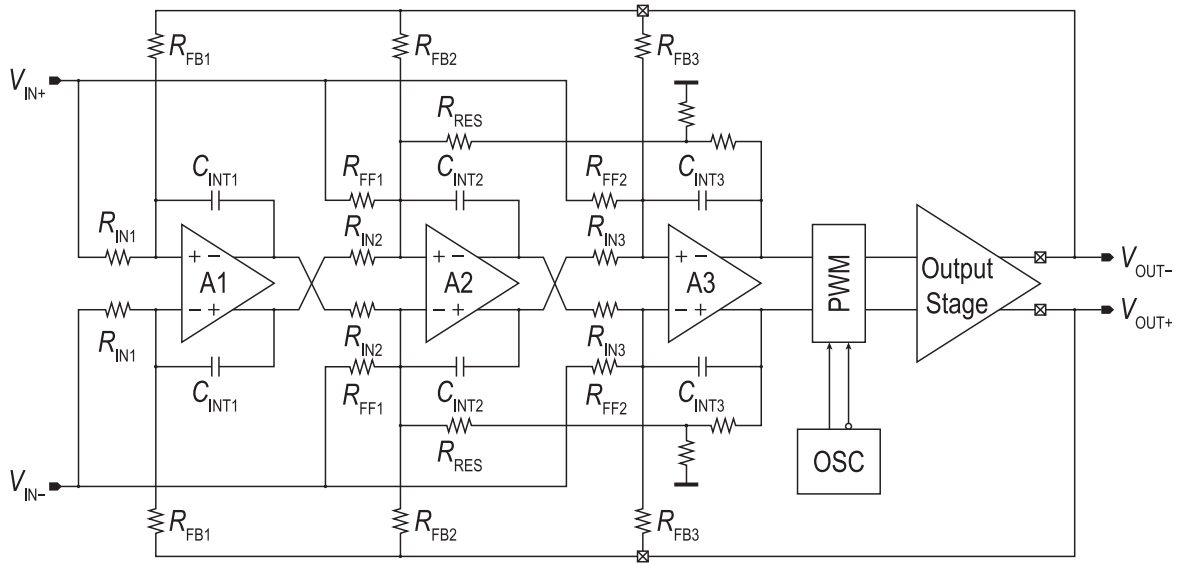 R_FB1 R_FB2 R_FB3
V_IN+
R_RES
C_INT1 R_FF1 C_INT2 R_FF2 C_INT3
R_IN1 R_IN2 R_IN3
+ − + − + −
A1 A2 A3 PWM Output Stage
− + − + − +
V_OUT−
V_OUT+
R_IN1 R_IN2 R_IN3
C_INT1 R_FF1 C_INT2 R_FF2 C_INT3
R_RES OSC
V_IN−
R_FB1 R_FB2 R_FB3